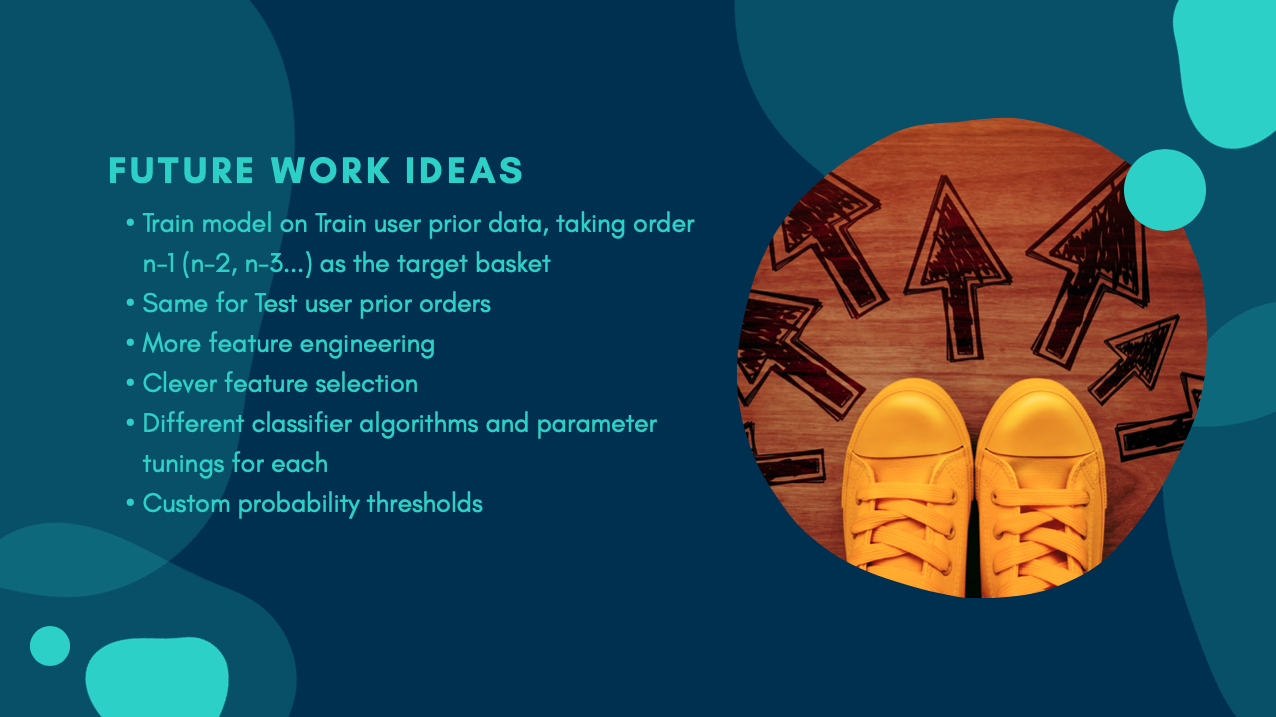 FUTURE WORK IDEAS
• Train model on Train user prior data, taking order
n-1 (n-2, n-3...) as the target basket
• Same for Test user prior orders
• More feature engineering
• Clever feature selection
• Different classifier algorithms and parameter
tunings for each
• Custom probability thresholds